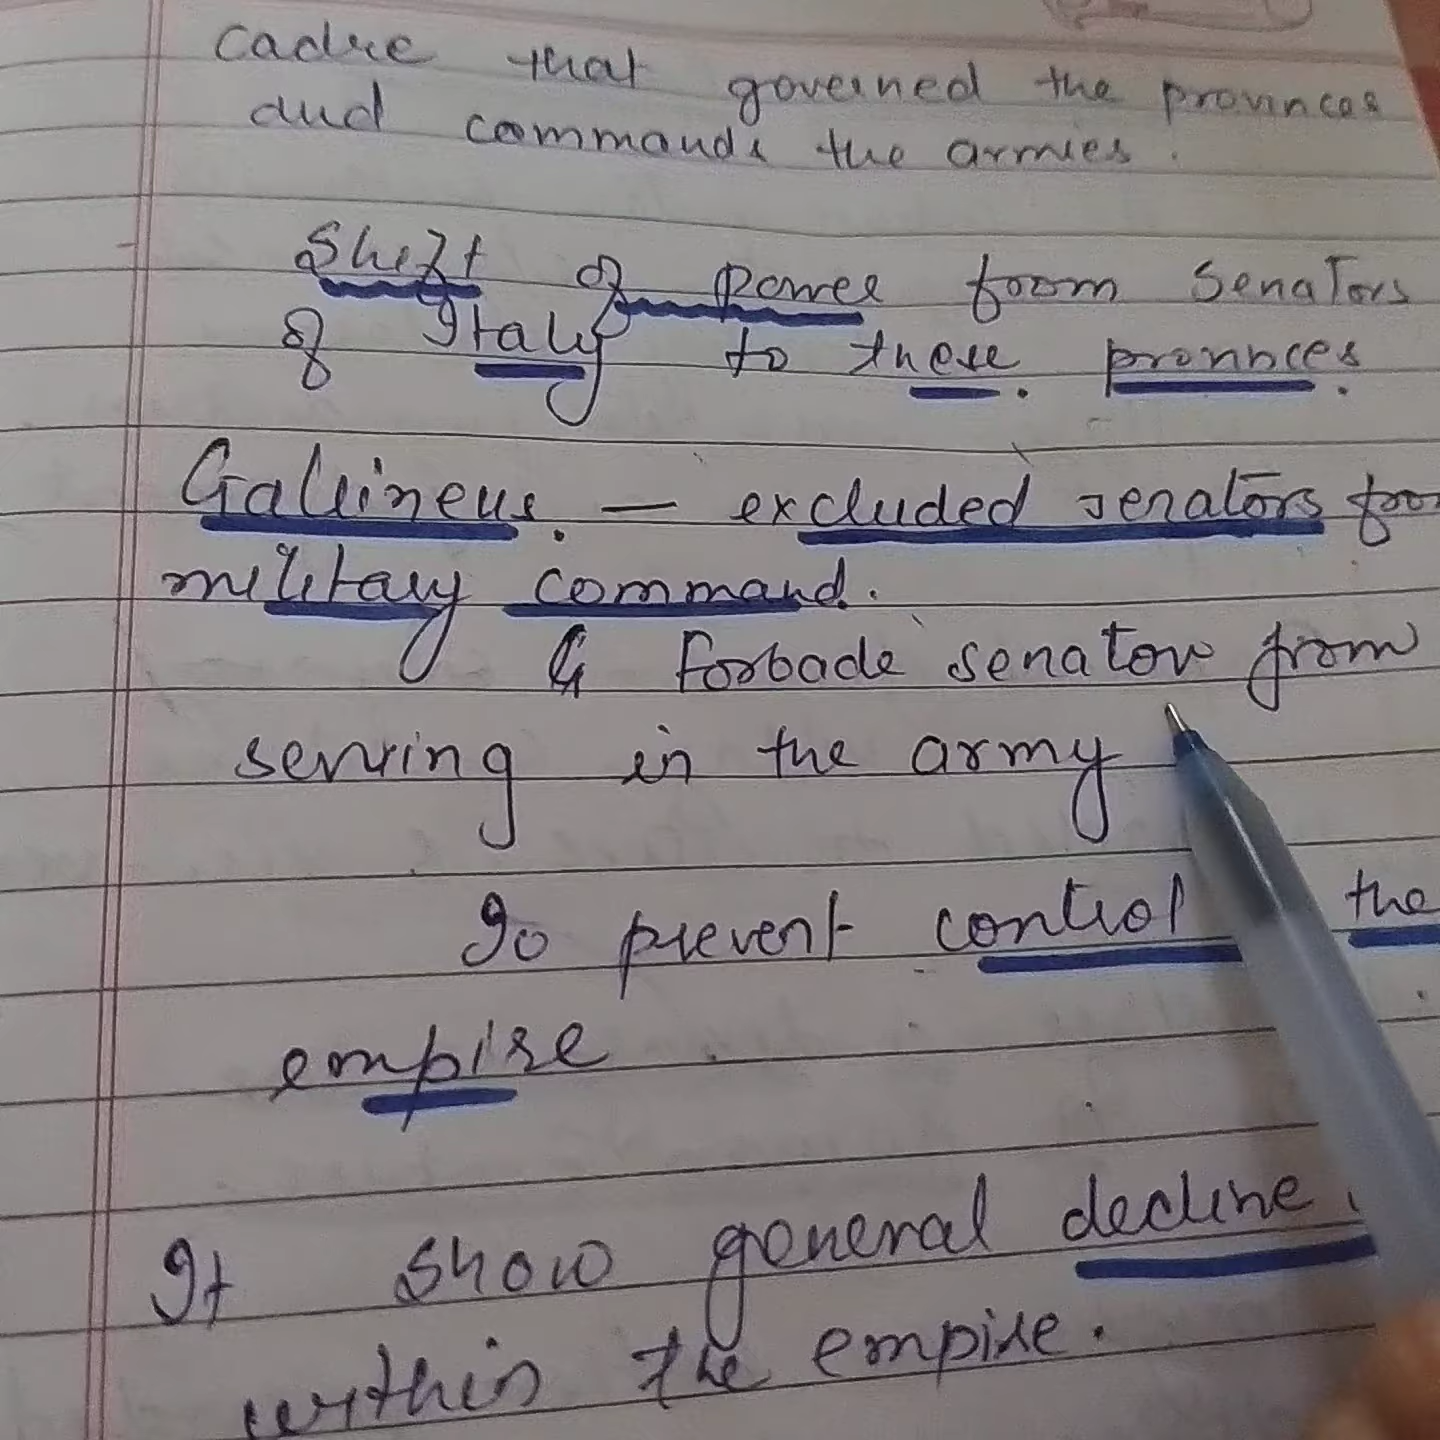 cadre that governed the provinces
and commands the armies.
Shift of power from Senators
of Italy to these. provinces.
Gallineus. — excluded senators from
military command.
↳ Forbade senator from
serving in the army
To prevent control the
empire
It show general decline.
within the empire.